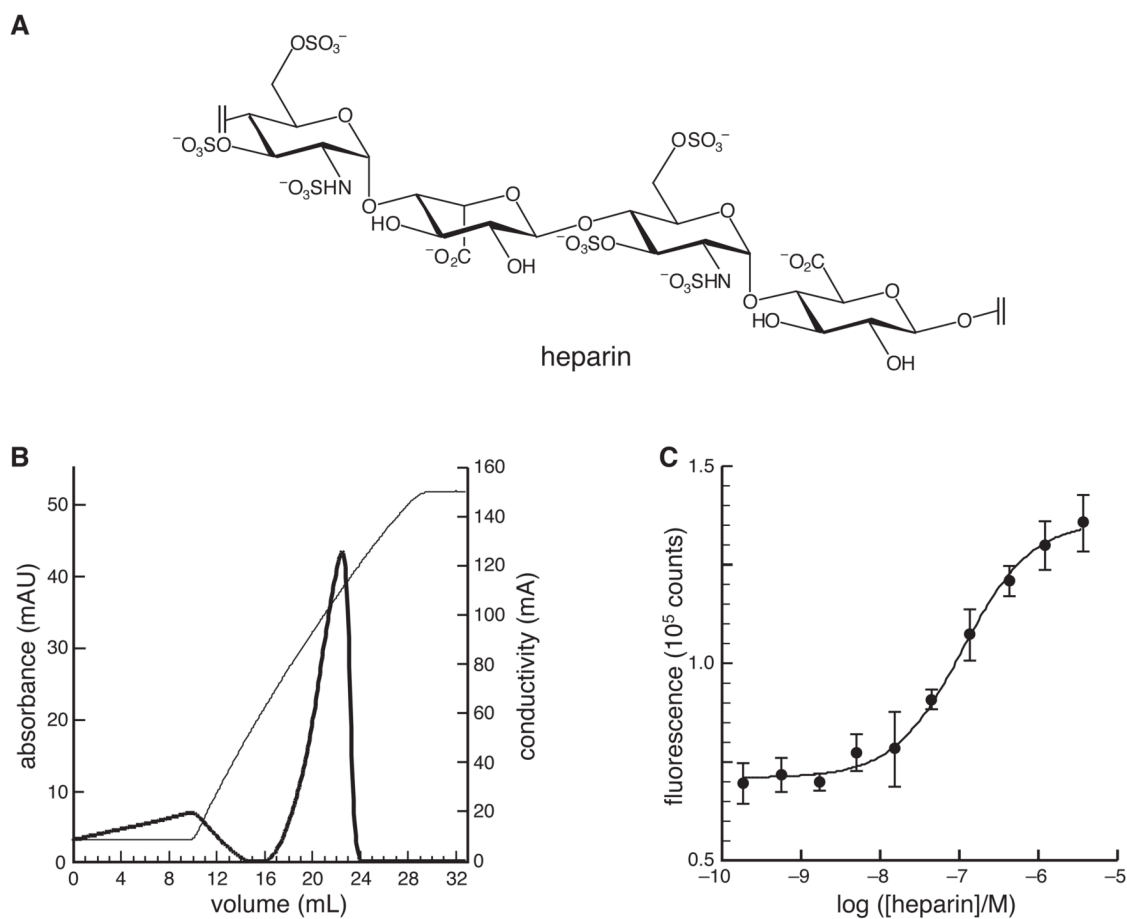 A
OSO₃⁻
O
⁻O₃SO
⁻O₃SHN
O
O
HO
⁻O₂C
OH
O
OSO₃⁻
O
⁻O₃SO
⁻O₃SHN
O
⁻O₂C
O
HO
OH
O
heparin
B
absorbance (mAU)
50
40
30
20
10
0
160
140
120
100
80
60
40
20
0
conductivity (mA)
0 4 8 12 16 20 24 28 32
volume (mL)
C
fluorescence (10⁵ counts)
1.5
1.0
0.5
–10 –9 –8 –7 –6 –5
log ([heparin]/M)